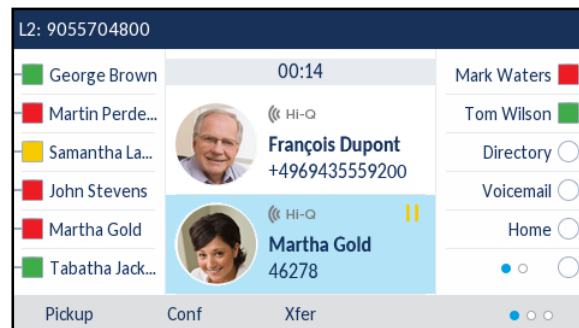 L2: 9055704800
George Brown
Martin Perde...
Samantha La...
John Stevens
Martha Gold
Tabatha Jack...
00:14
Hi-Q
François Dupont
+4969435559200
Hi-Q
Martha Gold
46278
Mark Waters
Tom Wilson
Directory
Voicemail
Home
Pickup Conf Xfer